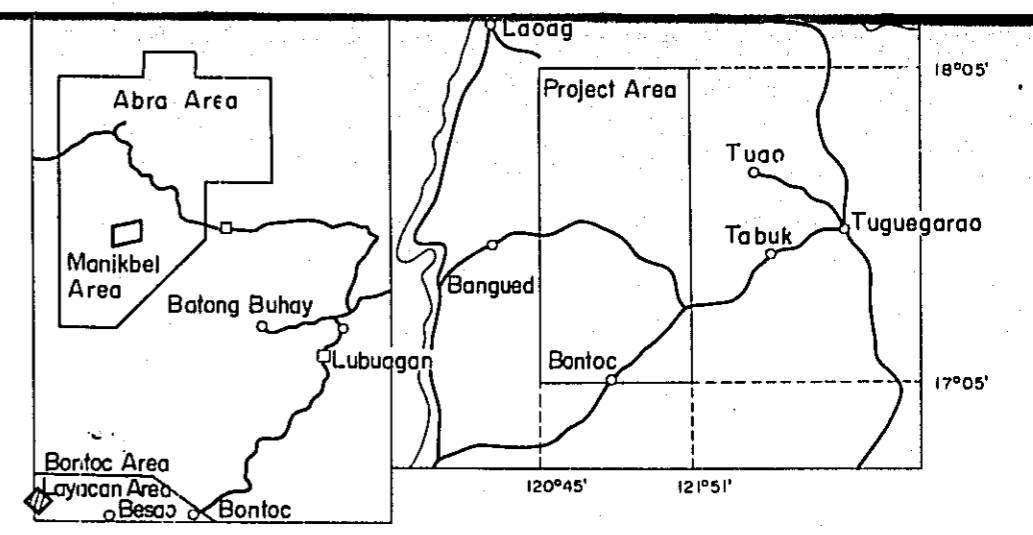 Abra Area
Manikbel
Area
Batong Buhay
Lubuagan
Bontoc Area
Layacan Area
Besao
Bontoc
Laoag
Project Area
18°05'
Tuao
Tuguegarao
Tabuk
Bangued
Bontoc
17°05'
120°45'
121°51'